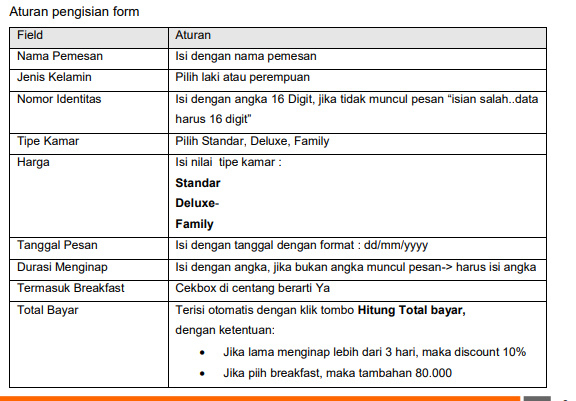 Aturan pengisian form
Field Aturan
Nama Pemesan Isi dengan nama pemesan
Jenis Kelamin Pilih laki atau perempuan
Nomor Identitas Isi dengan angka 16 Digit, jika tidak muncul pesan “isian salah..data
harus 16 digit”
Tipe Kamar Pilih Standar, Deluxe, Family
Harga Isi nilai tipe kamar :
Standar
Deluxe-
Family
Tanggal Pesan Isi dengan tanggal dengan format : dd/mm/yyyy
Durasi Menginap Isi dengan angka, jika bukan angka muncul pesan-> harus isi angka
Termasuk Breakfast Cekbox di centang berarti Ya
Total Bayar Terisi otomatis dengan klik tombo Hitung Total bayar,
dengan ketentuan:
• Jika lama menginap lebih dari 3 hari, maka discount 10%
• Jika piih breakfast, maka tambahan 80.000